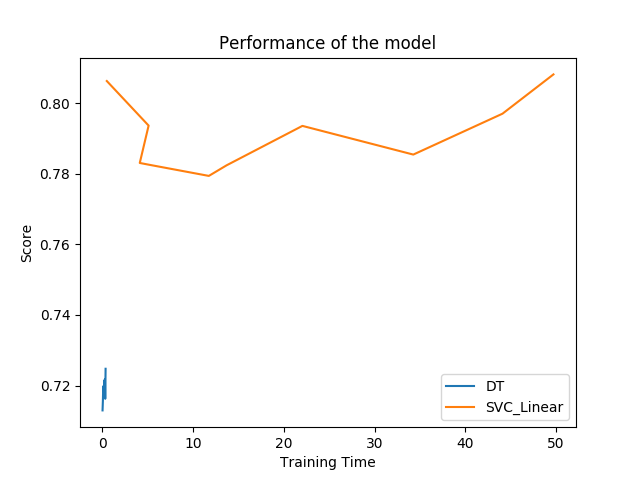 Performance of the model
0.80
0.78
0.76
0.74
0.72
Score
0 10 20 30 40 50
Training Time
DT
SVC_Linear